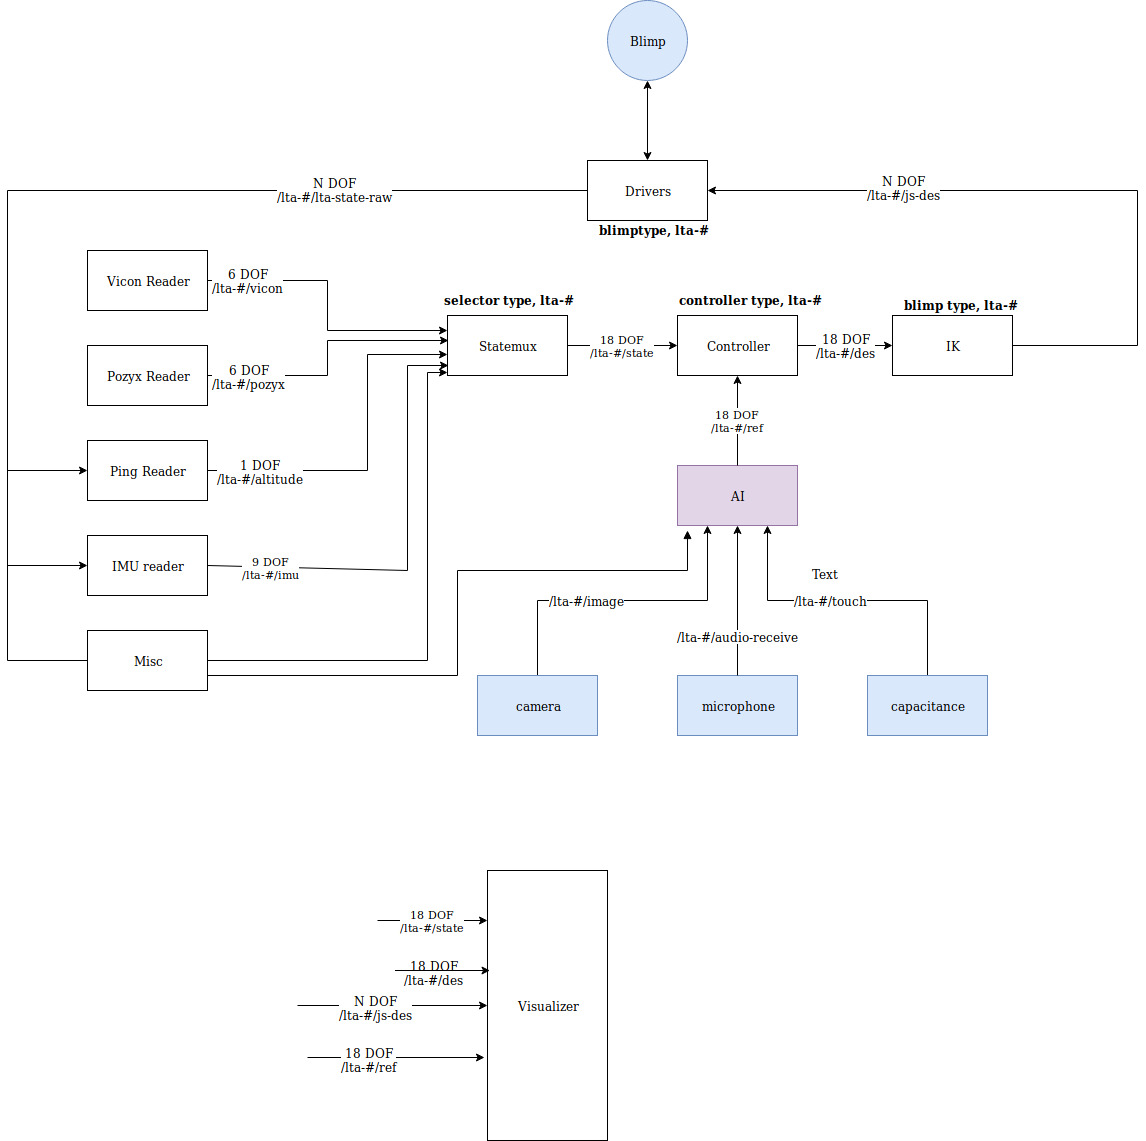 Blimp
N DOF
/lta-#/lta-state-raw
Drivers
N DOF
/lta-#/js-des
blimptype, lta-#
Vicon Reader
6 DOF
/lta-#/vicon
selector type, lta-#
controller type, lta-#
blimp type, lta-#
Statemux
18 DOF
/lta-#/state
Controller
18 DOF
/lta-#/des
IK
Pozyx Reader
6 DOF
/lta-#/pozyx
18 DOF
/lta-#/ref
Ping Reader
1 DOF
/lta-#/altitude
AI
IMU reader
9 DOF
/lta-#/imu
Text
/lta-#/image
/lta-#/touch
/lta-#/audio-receive
Misc
camera
microphone
capacitance
18 DOF
/lta-#/state
18 DOF
/lta-#/des
N DOF
/lta-#/js-des
Visualizer
18 DOF
/lta-#/ref